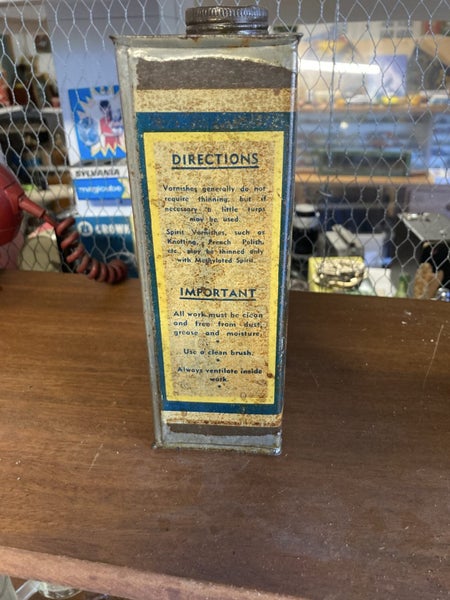 DIRECTIONS
Varnishes generally do not
require thinning, but if
necessary a little turps
may be used.
Spirit Varnishes, such as
Knotting, French Polish,
etc., may be thinned only
with Methylated Spirit.
IMPORTANT
All work must be clean
and free from dust,
grease and moisture.
Use a clean brush.
Always ventilate inside
work.
SYLVANIA
magicube